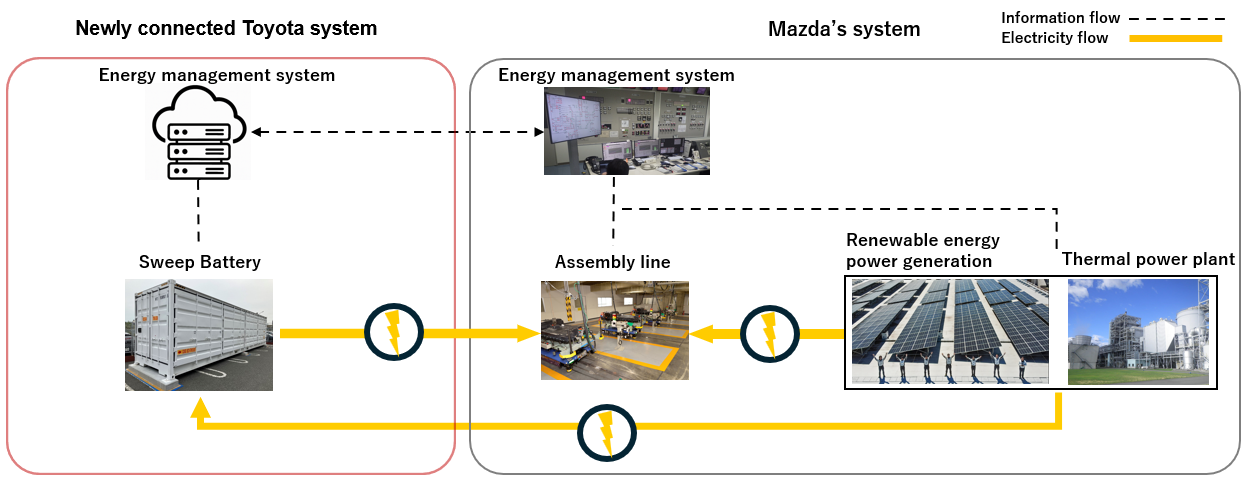 Newly connected Toyota system
Mazda’s system
Information flow
Electricity flow
Energy management system
Energy management system
Sweep Battery
Assembly line
Renewable energy
power generation
Thermal power plant